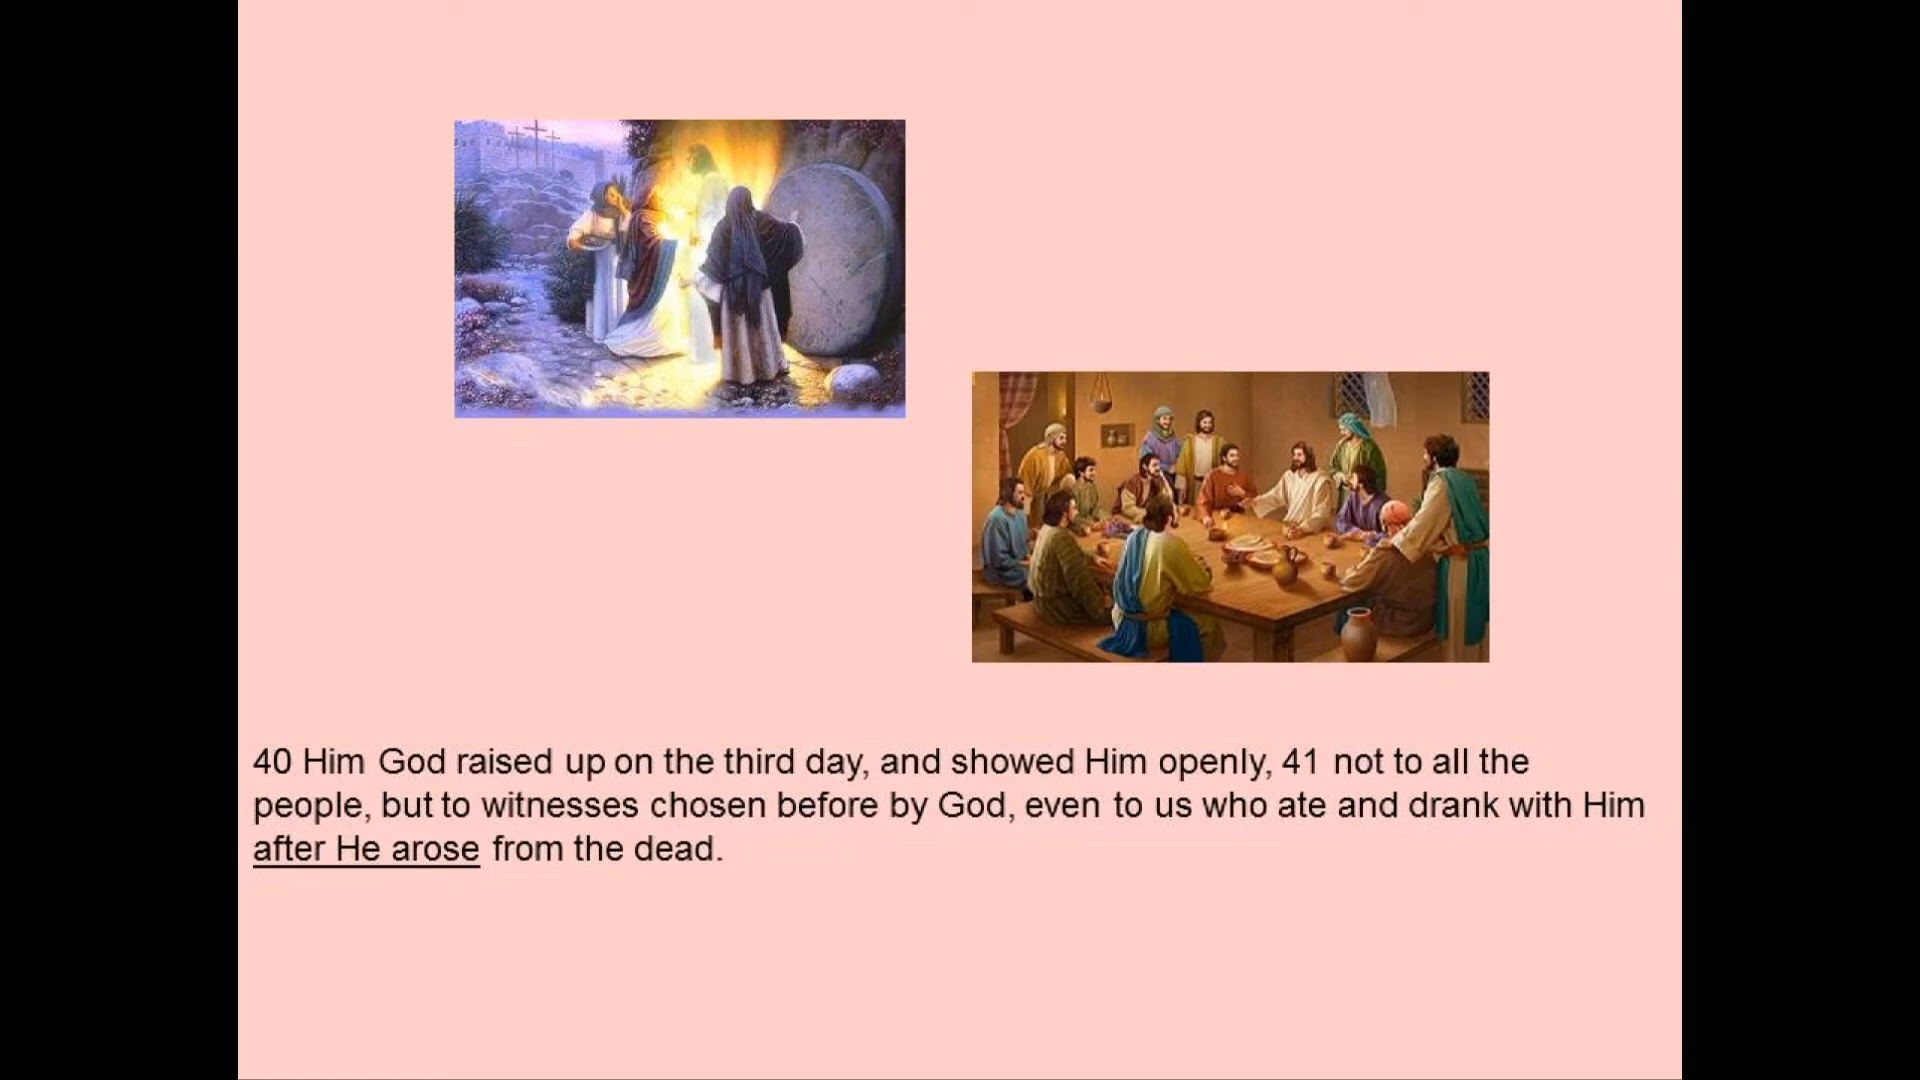 40 Him God raised up on the third day, and showed Him openly, 41 not to all the
people, but to witnesses chosen before by God, even to us who ate and drank with Him
after He arose from the dead.